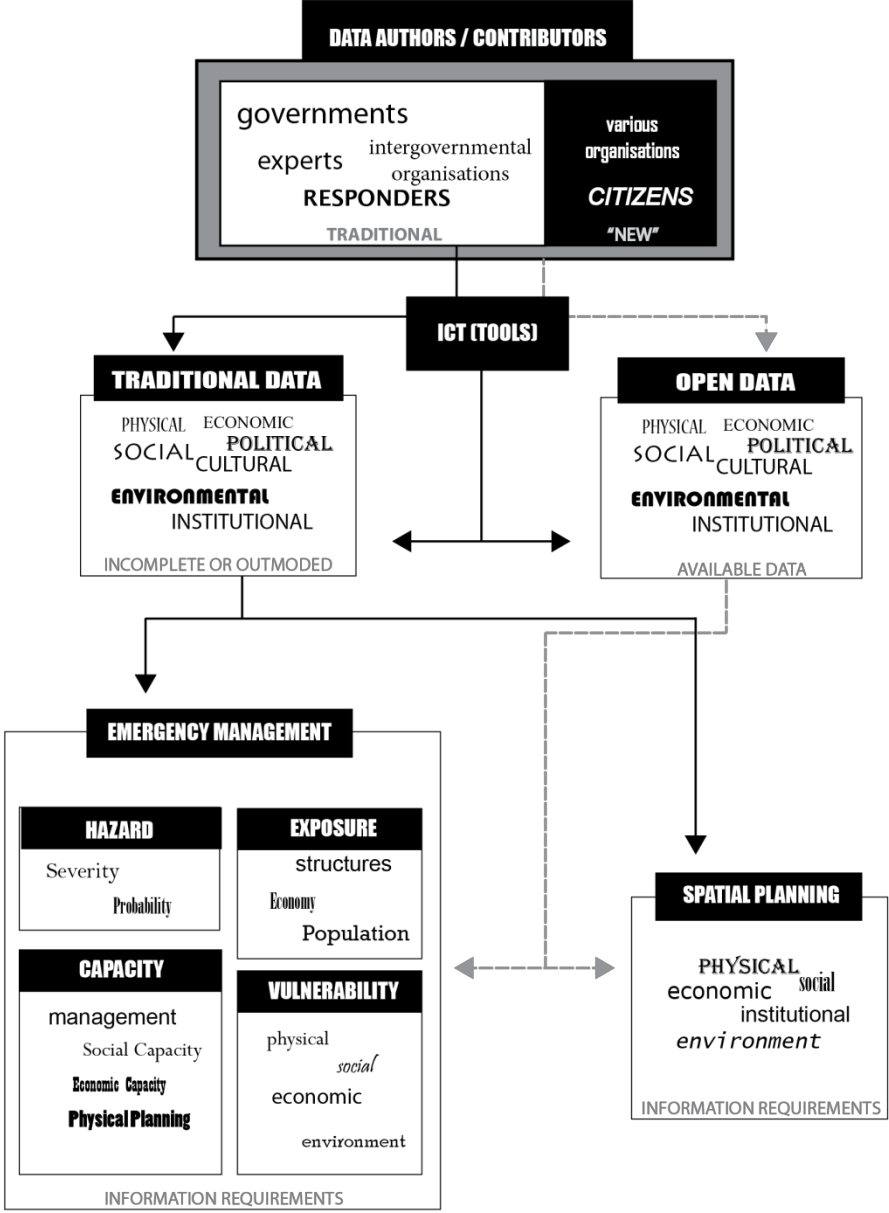 DATA AUTHORS / CONTRIBUTORS
governments
experts
intergovernmental
organisations
RESPONDERS
TRADITIONAL
various
organisations
CITIZENS
"NEW"
ICT (TOOLS)
TRADITIONAL DATA
PHYSICAL
ECONOMIC
SOCIAL
POLITICAL
CULTURAL
ENVIRONMENTAL
INSTITUTIONAL
INCOMPLETE OR OUTMODED
OPEN DATA
PHYSICAL
ECONOMIC
SOCIAL
POLITICAL
CULTURAL
ENVIRONMENTAL
INSTITUTIONAL
AVAILABLE DATA
EMERGENCY MANAGEMENT
HAZARD
Severity
Probability
EXPOSURE
structures
Economy
Population
CAPACITY
management
Social Capacity
Economic Capacity
Physical Planning
VULNERABILITY
physical
social
economic
environment
INFORMATION REQUIREMENTS
SPATIAL PLANNING
PHYSICAL
economic
social
institutional
environment
INFORMATION REQUIREMENTS